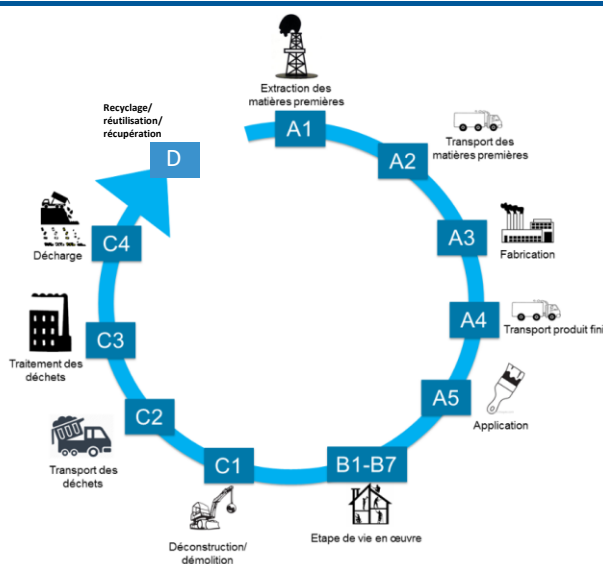 Extraction des
matières premières
A1
Transport des
matières premières
A2
A3
Fabrication
A4
Transport produit fini
A5
Application
B1-B7
Etape de vie en œuvre
C1
Déconstruction/
démolition
C2
Transport des
déchets
C3
Traitement des
déchets
C4
Décharge
D
Recyclage/
réutilisation/
récupération